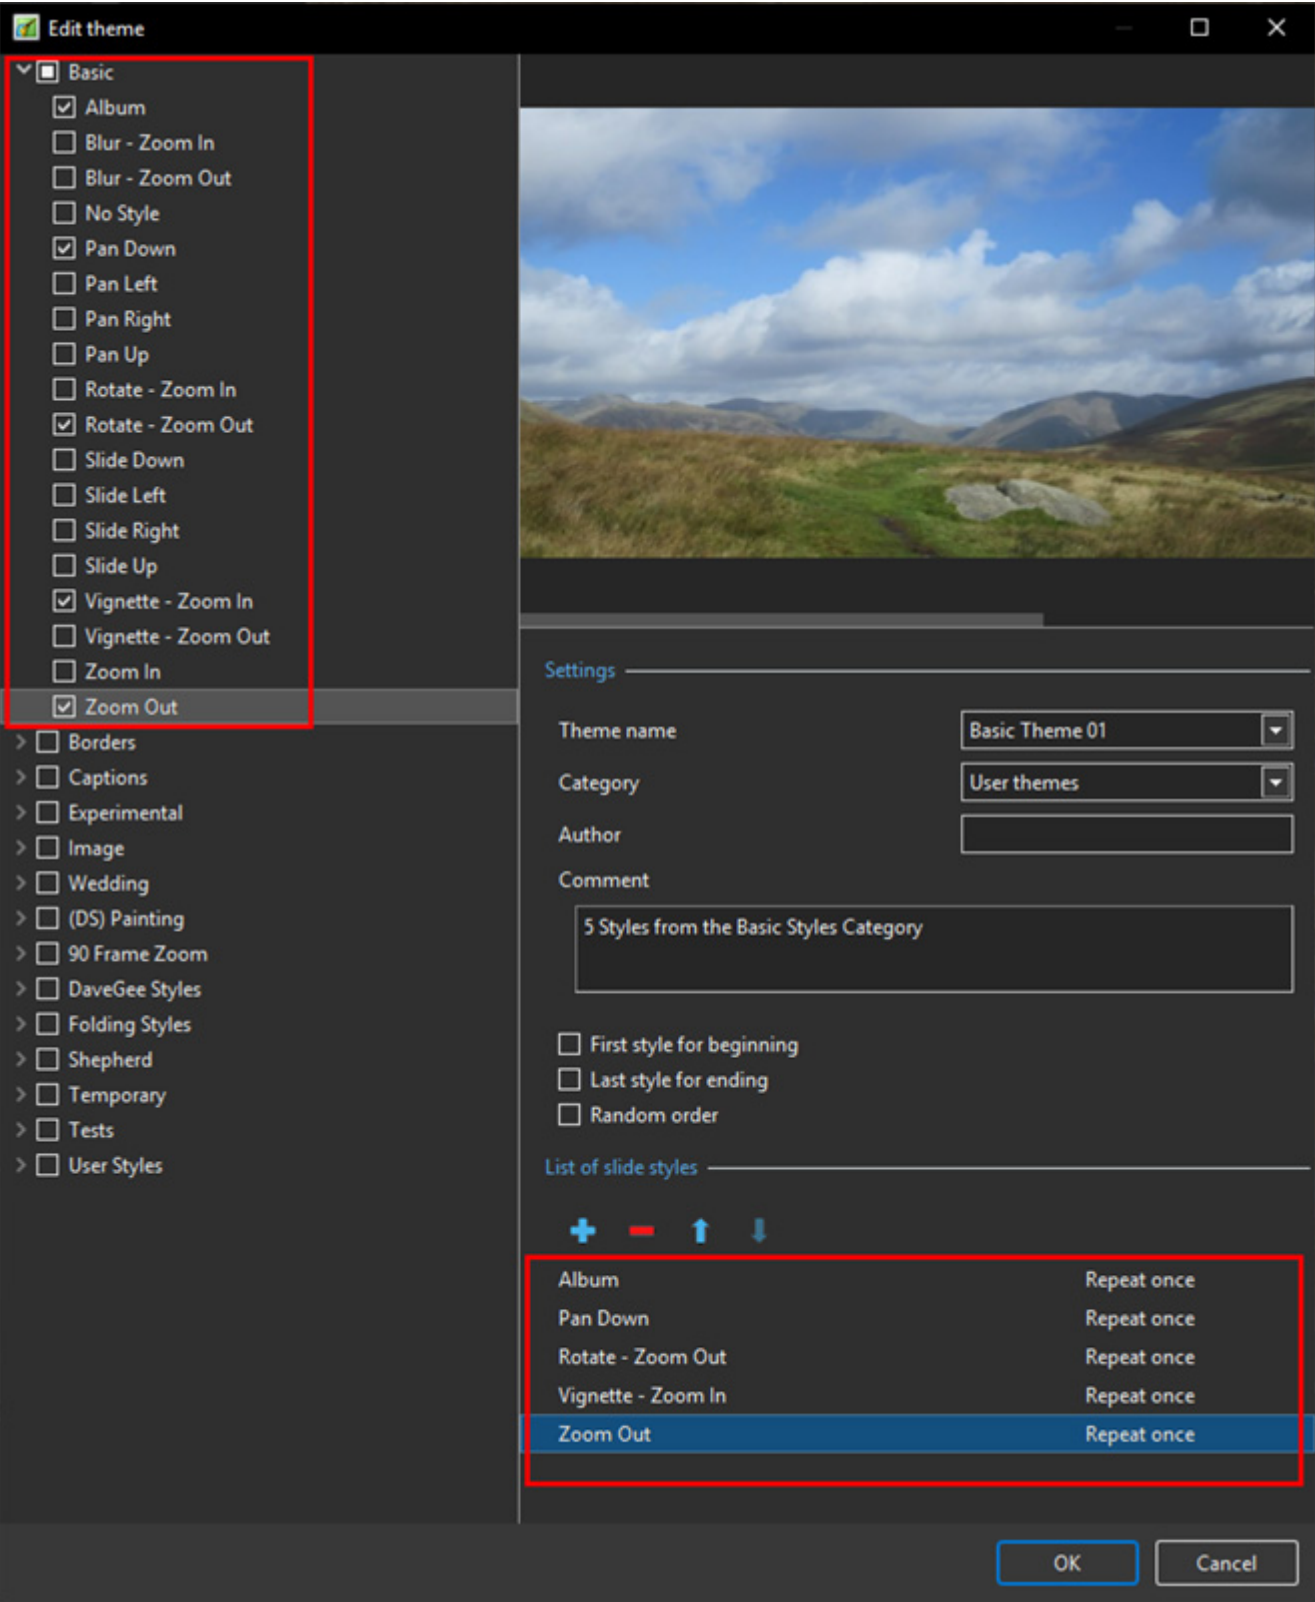 Edit theme
Basic
Album
Blur - Zoom In
Blur - Zoom Out
No Style
Pan Down
Pan Left
Pan Right
Pan Up
Rotate - Zoom In
Rotate - Zoom Out
Slide Down
Slide Left
Slide Right
Slide Up
Vignette - Zoom In
Vignette - Zoom Out
Zoom In
Zoom Out
Borders
Captions
Experimental
Image
Wedding
(DS) Painting
90 Frame Zoom
DaveGee Styles
Folding Styles
Shepherd
Temporary
Tests
User Styles
Settings
Theme name Basic Theme 01
Category User themes
Author
Comment
5 Styles from the Basic Styles Category
First style for beginning
Last style for ending
Random order
List of slide styles
Album Repeat once
Pan Down Repeat once
Rotate - Zoom Out Repeat once
Vignette - Zoom In Repeat once
Zoom Out Repeat once
OK Cancel